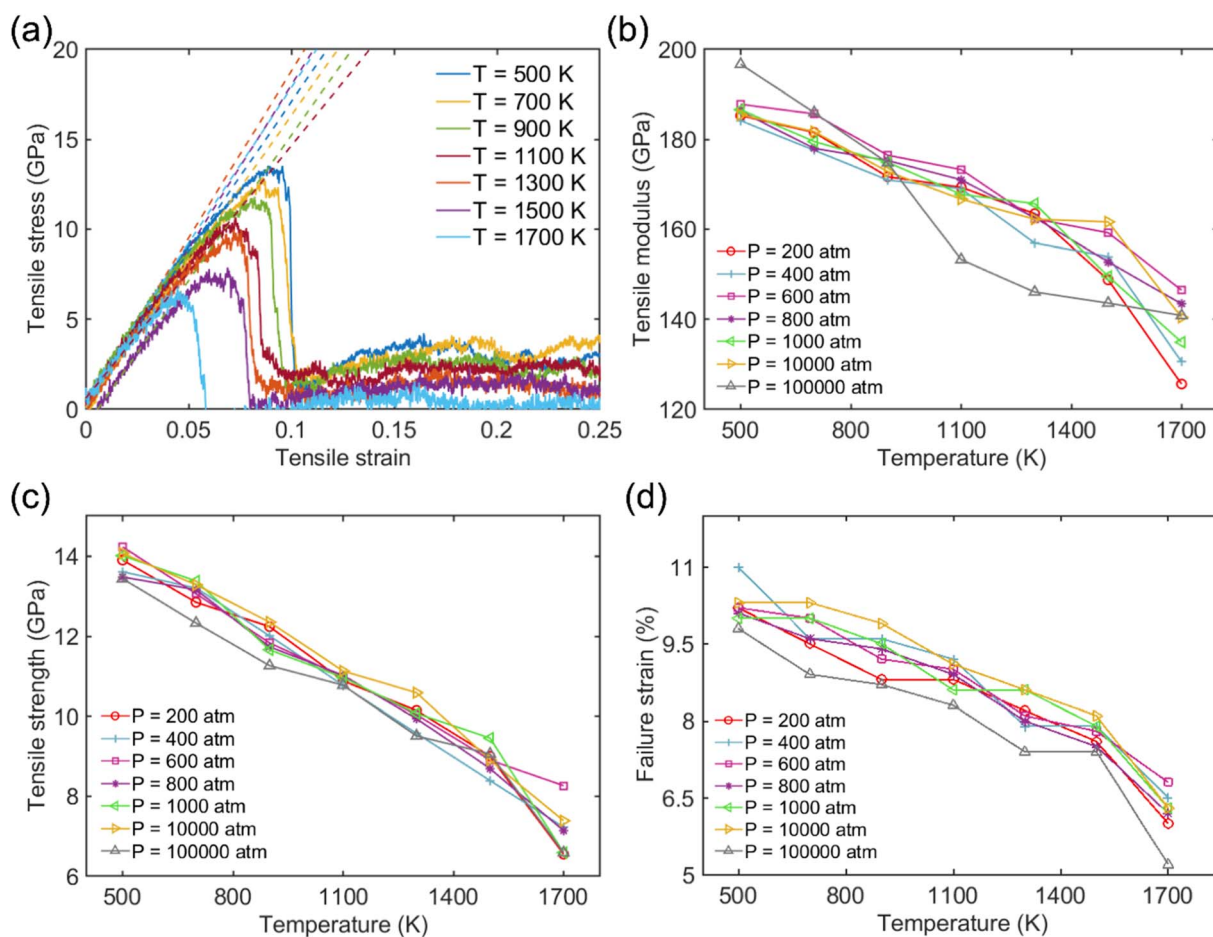 (a)
20
15
10
5
0
0 0.05 0.1 0.15 0.2 0.25
Tensile stress (GPa)
Tensile strain
T = 500 K
T = 700 K
T = 900 K
T = 1100 K
T = 1300 K
T = 1500 K
T = 1700 K
(b)
200
180
160
140
120
500 800 1100 1400 1700
Tensile modulus (GPa)
Temperature (K)
P = 200 atm
P = 400 atm
P = 600 atm
P = 800 atm
P = 1000 atm
P = 10000 atm
P = 100000 atm
(c)
14
12
10
8
6
500 800 1100 1400 1700
Tensile strength (GPa)
Temperature (K)
P = 200 atm
P = 400 atm
P = 600 atm
P = 800 atm
P = 1000 atm
P = 10000 atm
P = 100000 atm
(d)
11
9.5
8
6.5
5
500 800 1100 1400 1700
Failure strain (%)
Temperature (K)
P = 200 atm
P = 400 atm
P = 600 atm
P = 800 atm
P = 1000 atm
P = 10000 atm
P = 100000 atm